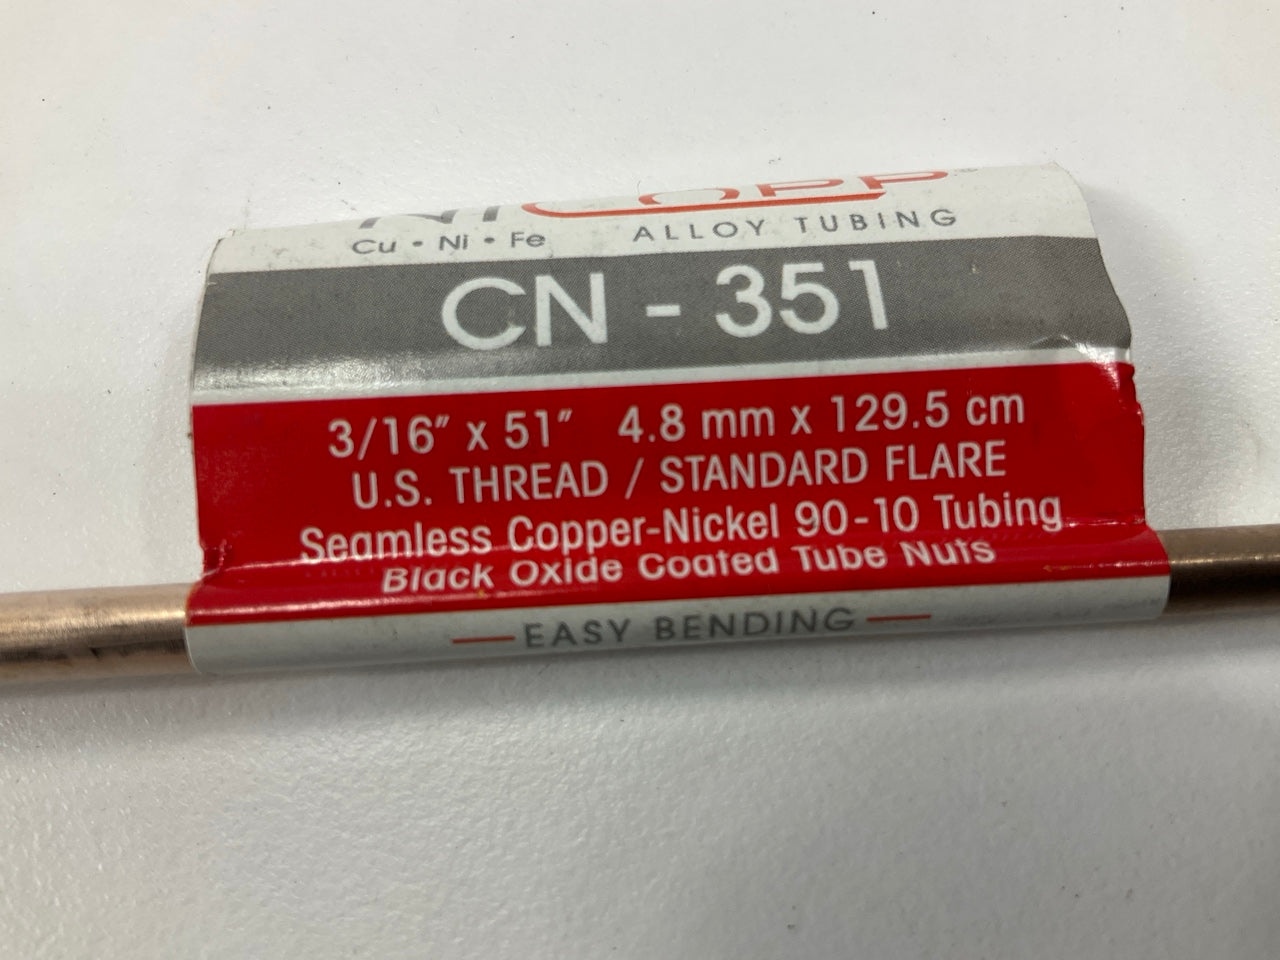 NiCOPP®
Cu • Ni • Fe ALLOY TUBING
CN - 351
3/16" x 51" 4.8 mm x 129.5 cm
U.S. THREAD / STANDARD FLARE
Seamless Copper-Nickel 90-10 Tubing
Black Oxide Coated Tube Nuts
EASY BENDING